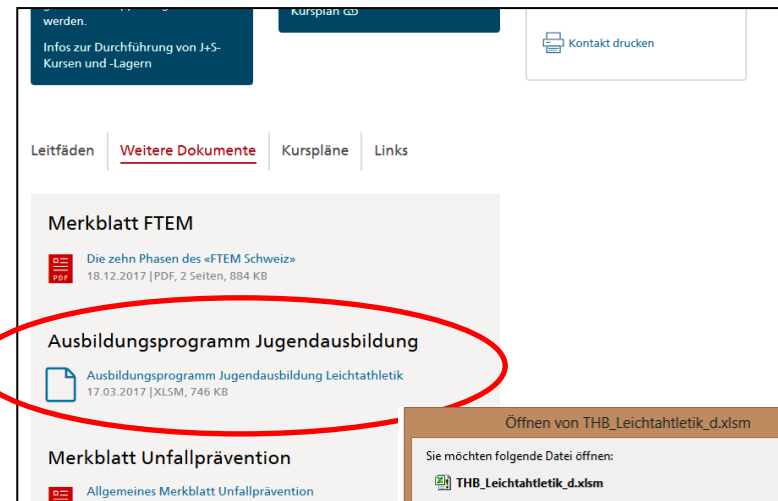 werden.
Infos zur Durchführung von J+S-
Kursen und -Lagern
Kursplan
Kontakt drucken
Leitfäden
Weitere Dokumente
Kurspläne
Links
Merkblatt FTEM
PDF
Die zehn Phasen des «FTEM Schweiz»
18.12.2017 | PDF, 2 Seiten, 884 KB
Ausbildungsprogramm Jugendausbildung
Ausbildungsprogramm Jugendausbildung Leichtathletik
17.03.2017 | XLSM, 746 KB
Merkblatt Unfallprävention
Allgemeines Merkblatt Unfallprävention
Öffnen von THB_Leichtahtletik_d.xlsm
Sie möchten folgende Datei öffnen:
THB_Leichtahtletik_d.xlsm